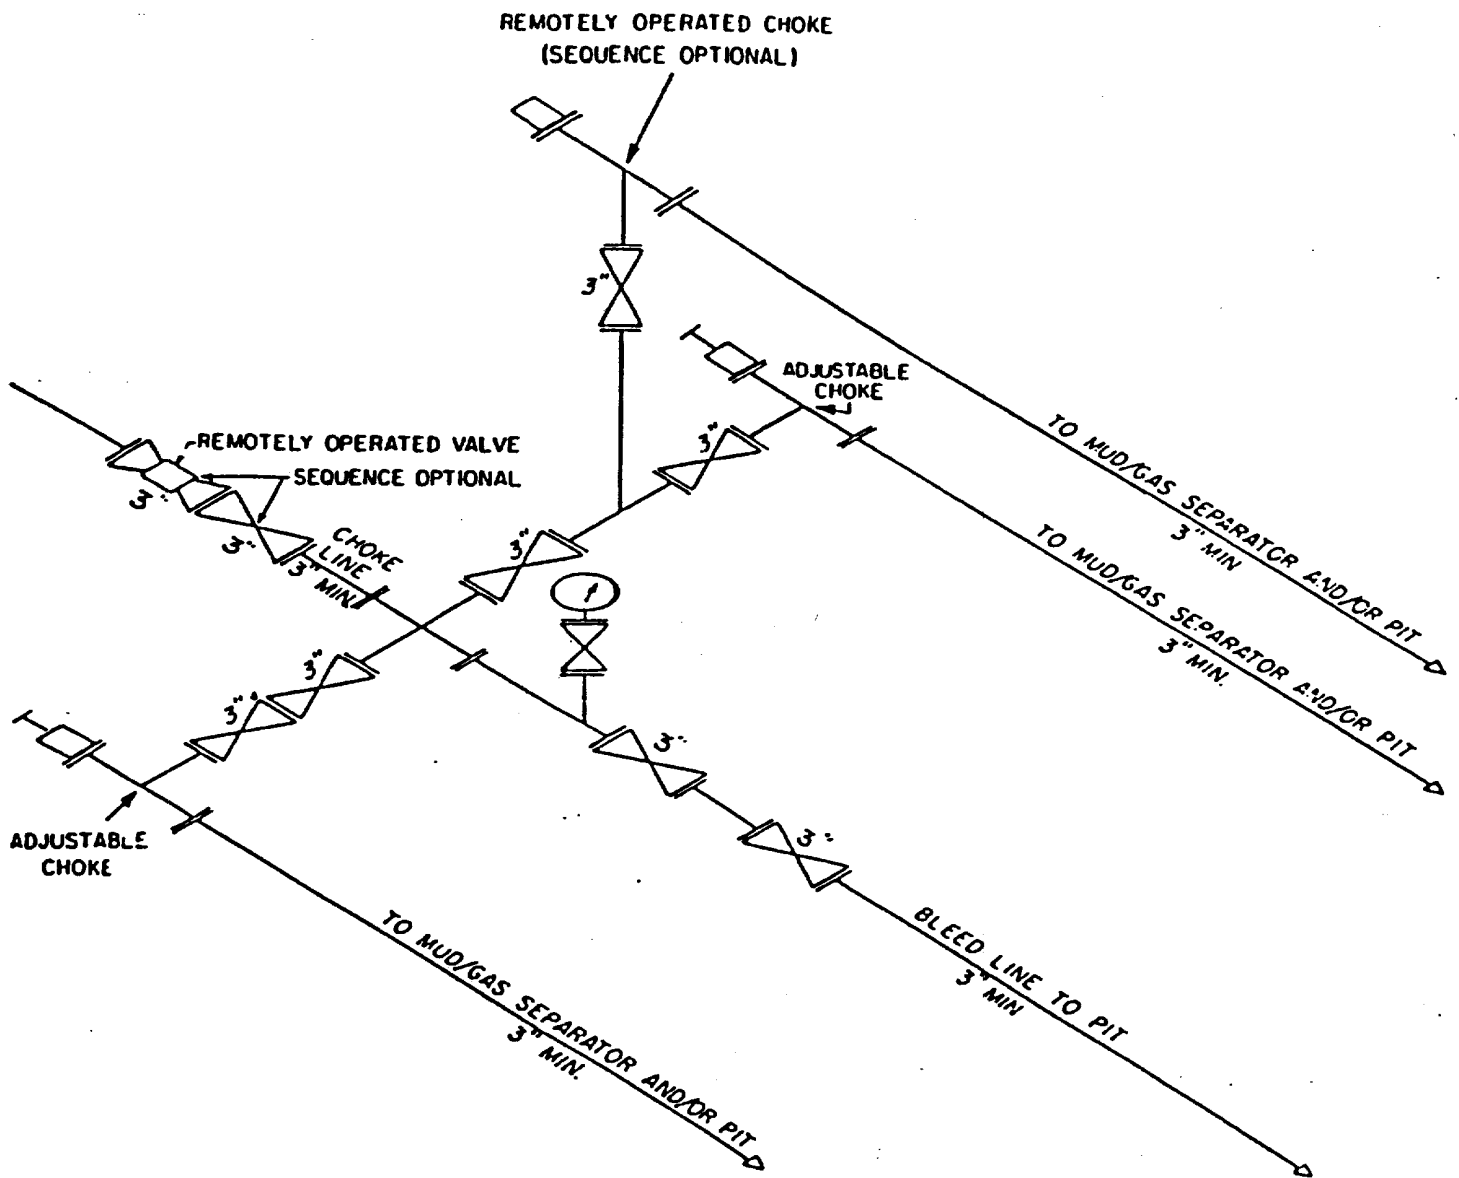 REMOTELY OPERATED CHOKE
(SEQUENCE OPTIONAL)
3"
ADJUSTABLE
CHOKE
3"
REMOTELY OPERATED VALVE
SEQUENCE OPTIONAL
3"
3"
CHOKE
LINE
3" MIN.
3"
3"
3"
3"
3"
ADJUSTABLE
CHOKE
TO MUD/GAS SEPARATOR AND/OR PIT
3" MIN
TO MUD/GAS SEPARATOR AND/OR PIT
3" MIN.
BLEED LINE TO PIT
3" MIN
TO MUD/GAS SEPARATOR AND/OR PIT
3" MIN.